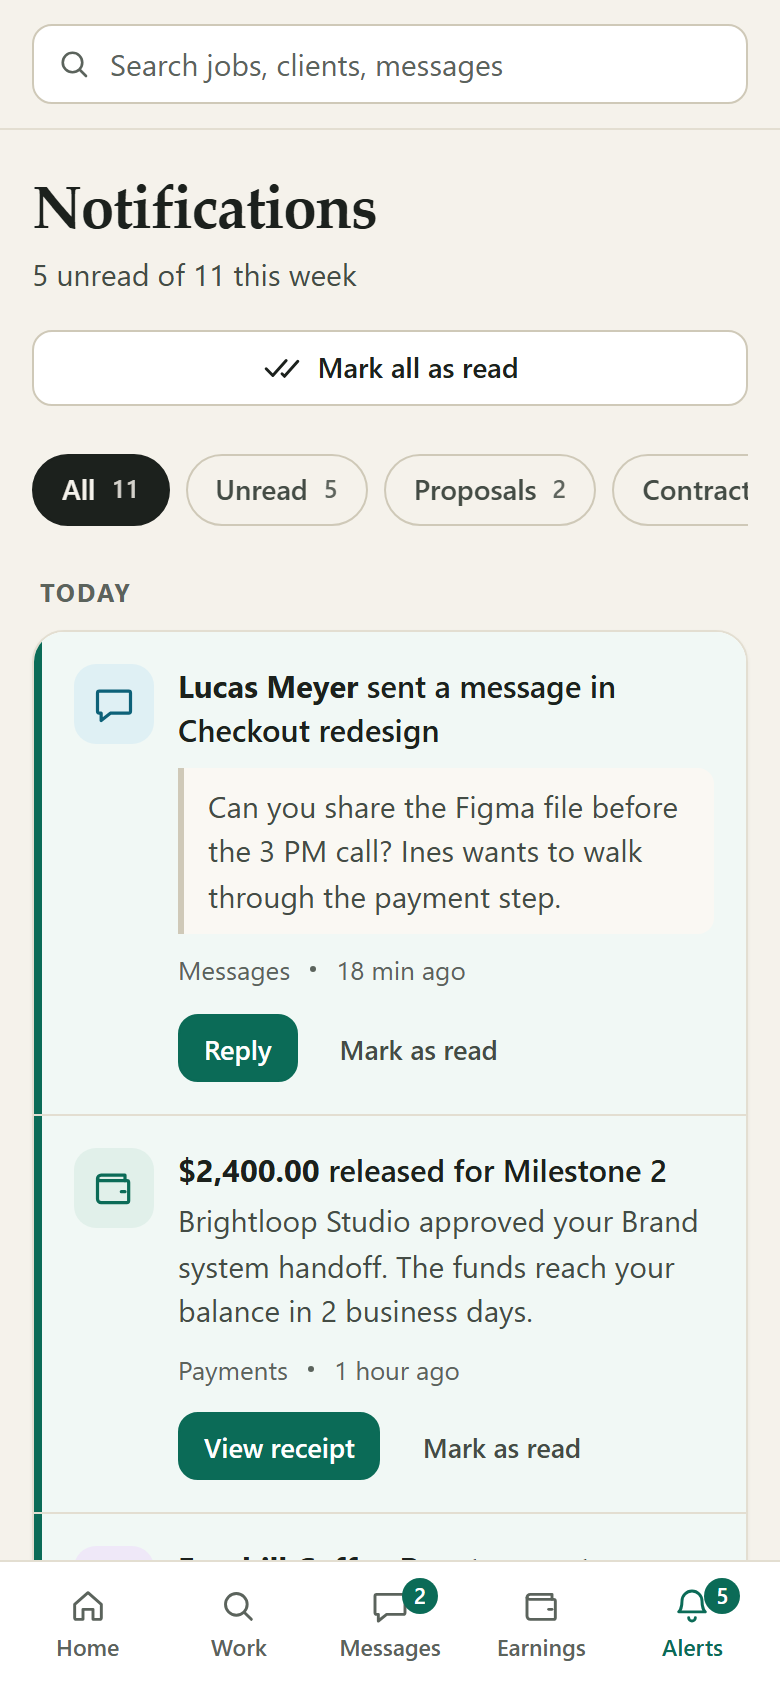 Search jobs, clients, messages
Notifications
5 unread of 11 this week
Mark all as read
All 11
Unread 5
Proposals 2
Contract
TODAY
Lucas Meyer sent a message in
Checkout redesign
Can you share the Figma file before
the 3 PM call? Ines wants to walk
through the payment step.
Messages • 18 min ago
Reply
Mark as read
$2,400.00 released for Milestone 2
Brightloop Studio approved your Brand
system handoff. The funds reach your
balance in 2 business days.
Payments • 1 hour ago
View receipt
Mark as read
Home
Work
2
Messages
Earnings
5
Alerts